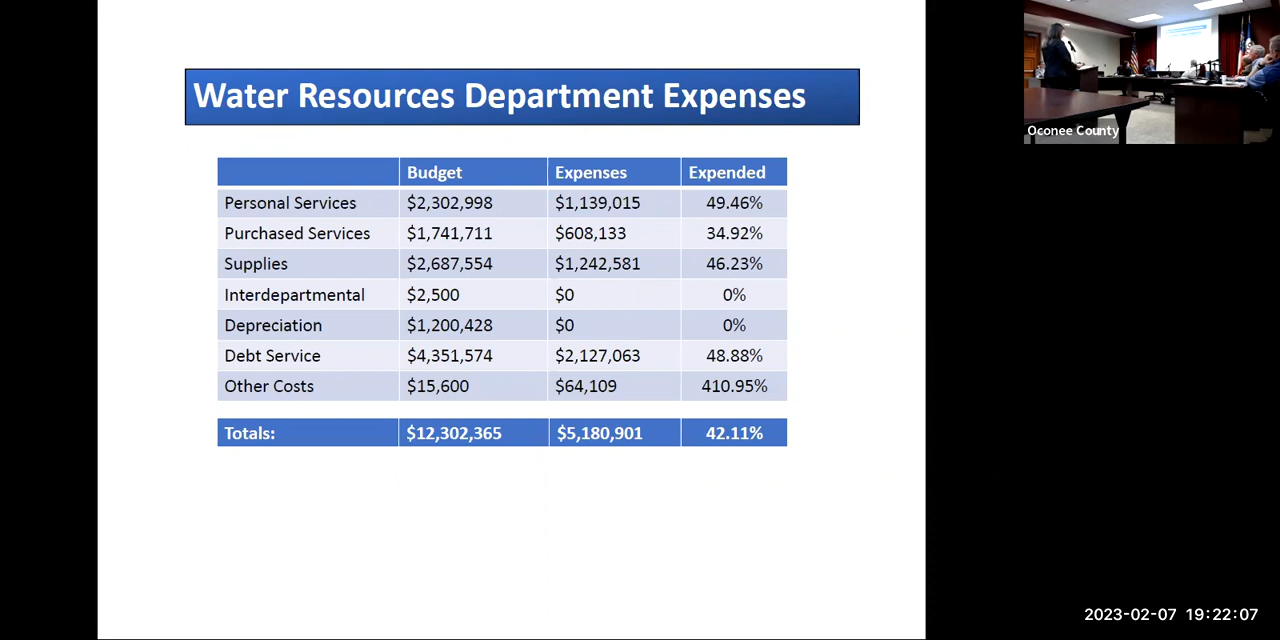 Water Resources Department Expenses
Budget Expenses Expended
Personal Services $2,302,998 $1,139,015 49.46%
Purchased Services $1,741,711 $608,133 34.92%
Supplies $2,687,554 $1,242,581 46.23%
Interdepartmental $2,500 $0 0%
Depreciation $1,200,428 $0 0%
Debt Service $4,351,574 $2,127,063 48.88%
Other Costs $15,600 $64,109 410.95%
Totals: $12,302,365 $5,180,901 42.11%
Oconee County
2023-02-07 19:22:07